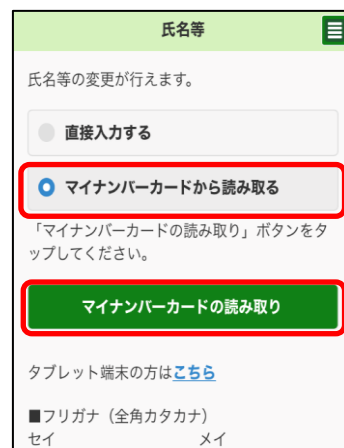 氏名等
氏名等の変更が行えます。
直接入力する
マイナンバーカードから読み取る
「マイナンバーカードの読み取り」ボタンをタ
ップしてください。
マイナンバーカードの読み取り
タブレット端末の方はこちら
■フリガナ（全角カタカナ）
セイ メイ